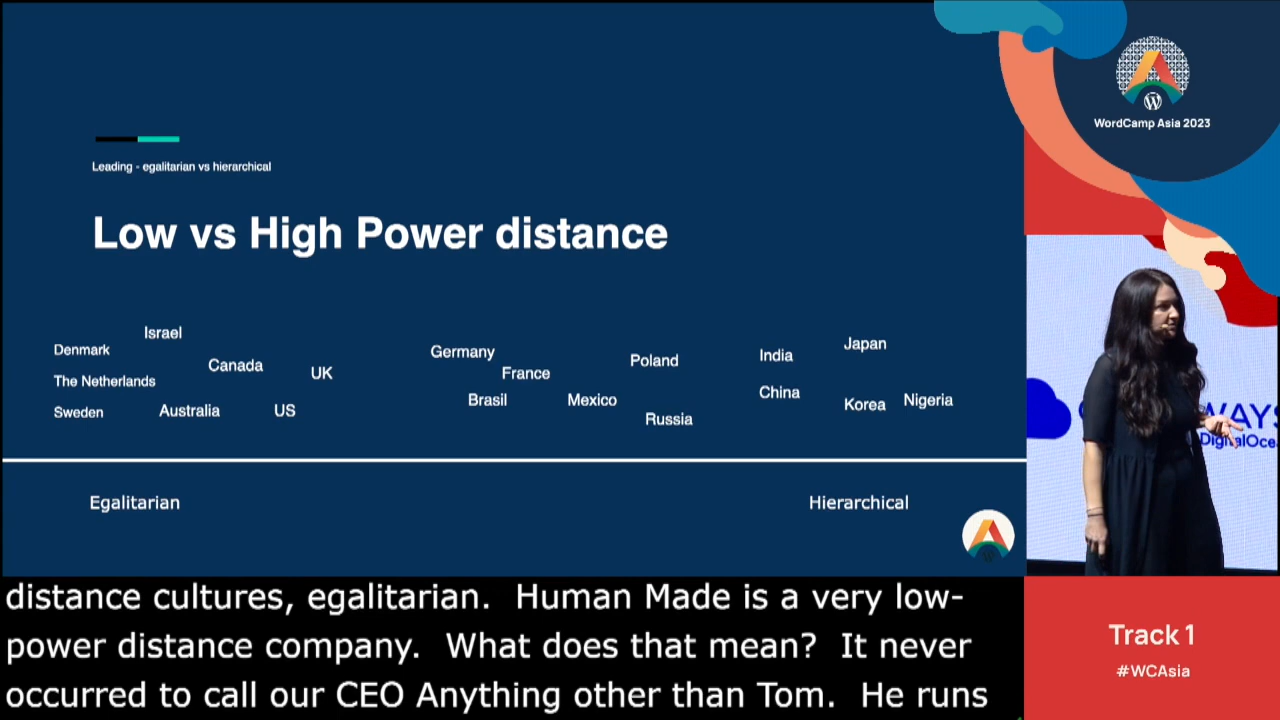 WordCamp Asia 2023
Leading - egalitarian vs hierarchical
Low vs High Power distance
Israel
Denmark
Canada
The Netherlands
UK
Sweden
Australia
US
Germany
France
Poland
Brasil
Mexico
Russia
India
Japan
China
Korea
Nigeria
Egalitarian
Hierarchical
WAYS
DigitalOce
distance cultures, egalitarian. Human Made is a very low-
power distance company. What does that mean? It never
occurred to call our CEO Anything other than Tom. He runs
Track 1
#WCAsia